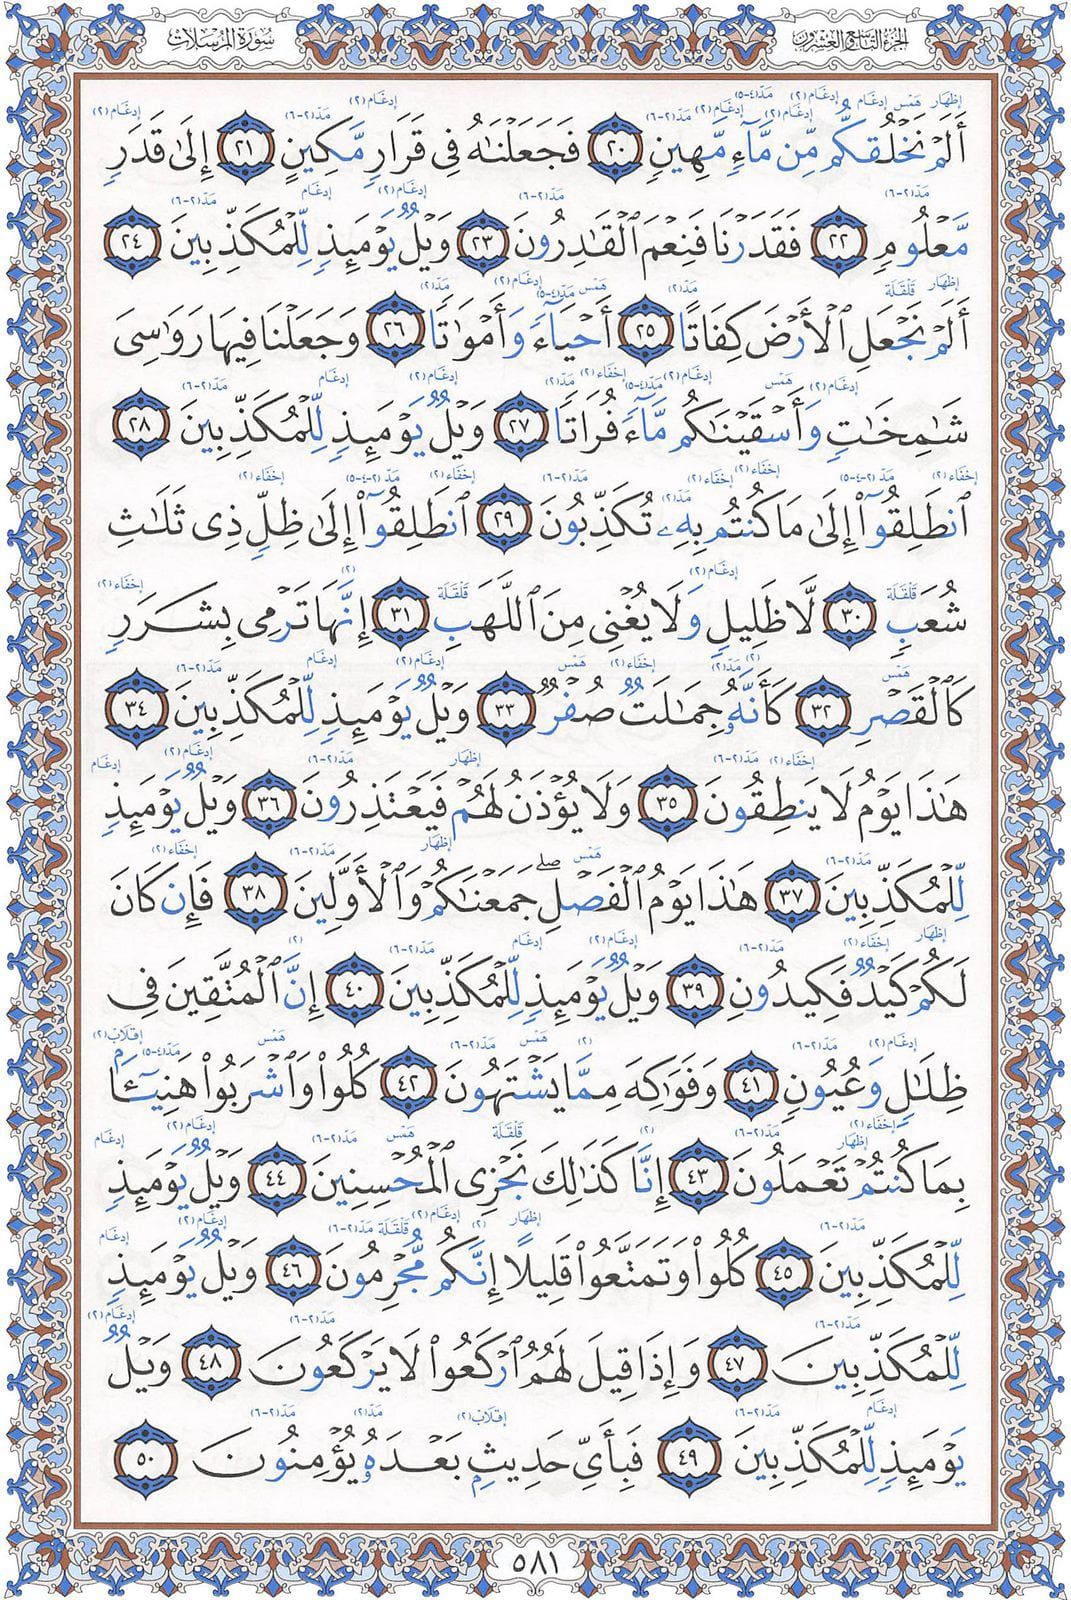 الجزء التاسع والعشرون
سورة المرسلات
أَلَمْ نَخْلُقكُّم مِّن مَّآءٍ مَّهِينٍ ٢٠ فَجَعَلْنَٰهُ فِى قَرَارٍ مَّكِينٍ ٢١ إِلَىٰ قَدَرٍ
مَّعْلُومٍ ٢٢ فَقَدَرْنَا فَنِعْمَ ٱلْقَٰدِرُونَ ٢٣ وَيْلٌ يَوْمَئِذٍ لِّلْمُكَذِّبِينَ ٢٤
أَلَمْ نَجْعَلِ ٱلْأَرْضَ كِفَاتًا ٢٥ أَحْيَآءً وَأَمْوَٰتًا ٢٦ وَجَعَلْنَا فِيهَا رَوَٰسِىَ
شَٰمِخَٰتٍ وَأَسْقَيْنَٰكُم مَّآءً فُرَاتًا ٢٧ وَيْلٌ يَوْمَئِذٍ لِّلْمُكَذِّبِينَ ٢٨
ٱنطَلِقُوٓا۟ إِلَىٰ مَا كُنتُم بِهِۦ تُكَذِّبُونَ ٢٩ ٱنطَلِقُوٓا۟ إِلَىٰ ظِلٍّ ذِى ثَلَٰثِ
شُعَبٍ ٣٠ لَّا ظَلِيلٍ وَلَا يُغْنِى مِنَ ٱللَّهَبِ ٣١ إِنَّهَا تَرْمِى بِشَرَرٍ
كَٱلْقَصْرِ ٣٢ كَأَنَّهُۥ جِمَٰلَتٌ صُفْرٌ ٣٣ وَيْلٌ يَوْمَئِذٍ لِّلْمُكَذِّبِينَ ٣٤
هَٰذَا يَوْمُ لَا يَنطِقُونَ ٣٥ وَلَا يُؤْذَنُ لَهُمْ فَيَعْتَذِرُونَ ٣٦ وَيْلٌ يَوْمَئِذٍ
لِّلْمُكَذِّبِينَ ٣٧ هَٰذَا يَوْمُ ٱلْفَصْلِ ۖ جَمَعْنَٰكُمْ وَٱلْأَوَّلِينَ ٣٨ فَإِن كَانَ
لَكُمْ كَيْدٌ فَكِيدُونِ ٣٩ وَيْلٌ يَوْمَئِذٍ لِّلْمُكَذِّبِينَ ٤٠ إِنَّ ٱلْمُتَّقِينَ فِى
ظِلَٰلٍ وَعُيُونٍ ٤١ وَفَوَٰكِهَ مِمَّا يَشْتَهُونَ ٤٢ كُلُوا۟ وَٱشْرَبُوا۟ هَنِيٓـًٔۢا
بِمَا كُنتُمْ تَعْمَلُونَ ٤٣ إِنَّا كَذَٰلِكَ نَجْزِى ٱلْمُحْسِنِينَ ٤٤ وَيْلٌ يَوْمَئِذٍ
لِّلْمُكَذِّبِينَ ٤٥ كُلُوا۟ وَتَمَتَّعُوا۟ قَلِيلًا إِنَّكُم مُّجْرِمُونَ ٤٦ وَيْلٌ يَوْمَئِذٍ
لِّلْمُكَذِّبِينَ ٤٧ وَإِذَا قِيلَ لَهُمُ ٱرْكَعُوا۟ لَا يَرْكَعُونَ ٤٨ وَيْلٌ
يَوْمَئِذٍ لِّلْمُكَذِّبِينَ ٤٩ فَبِأَىِّ حَدِيثٍۭ بَعْدَهُۥ يُؤْمِنُونَ ٥٠
٥٨١